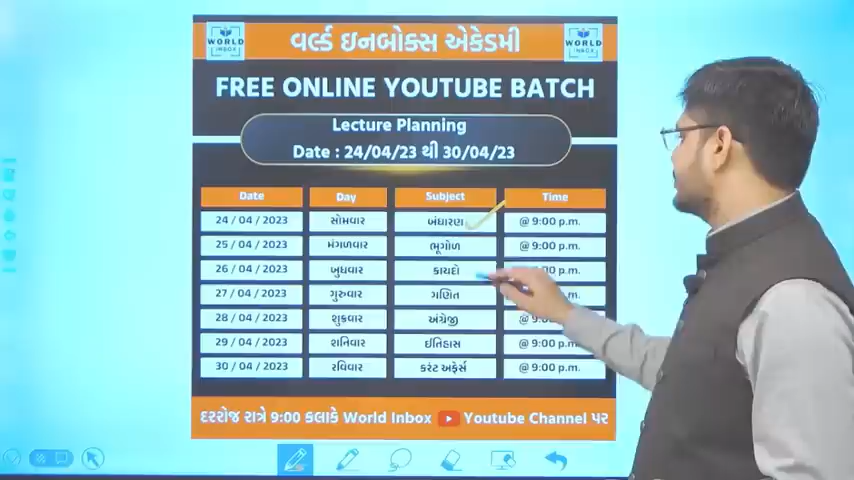 WORLD
INBOX
વર્લ્ડ ઇનબોક્સ એકેડમી
WORLD
INBOX
FREE ONLINE YOUTUBE BATCH
Lecture Planning
Date : 24/04/23 થી 30/04/23
Date Day Subject Time
24 / 04 / 2023 સોમવાર બંધારણ @ 9:00 p.m.
25 / 04 / 2023 મંગળવાર ભૂગોળ @ 9:00 p.m.
26 / 04 / 2023 બુધવાર કાયદો p.m.
27 / 04 / 2023 ગુરુવાર ગણિત
28 / 04 / 2023 શુક્રવાર અંગ્રેજી
29 / 04 / 2023 શનિવાર ઈતિહાસ @ 9:00 p.m.
30 / 04 / 2023 રવિવાર કરંટ અફેર્સ @ 9:00 p.m.
દરરોજ રાત્રે 9:00 કલાકે World Inbox Youtube Channel પર